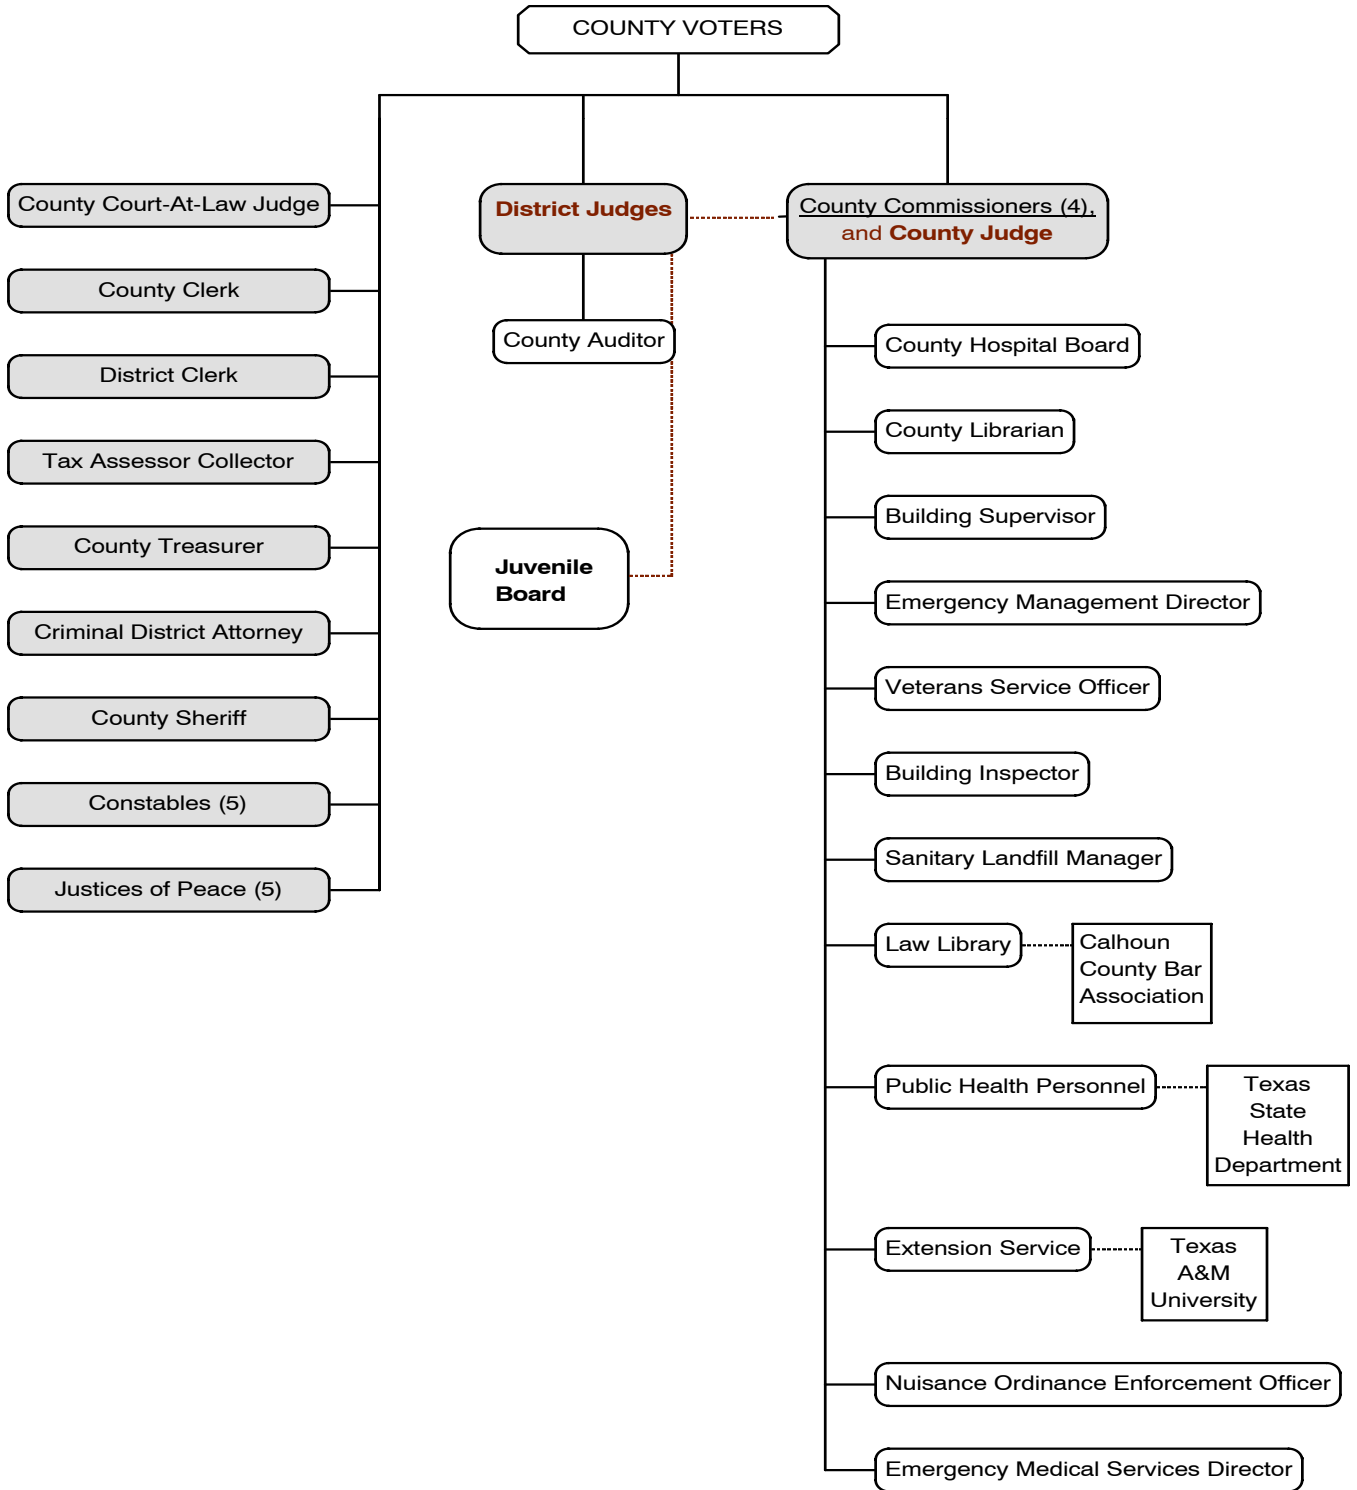 COUNTY VOTERS
County Court-At-Law Judge
County Clerk
District Clerk
Tax Assessor Collector
County Treasurer
Criminal District Attorney
County Sheriff
Constables (5)
Justices of Peace (5)
District Judges
County Auditor
Juvenile
Board
County Commissioners (4),
and County Judge
County Hospital Board
County Librarian
Building Supervisor
Emergency Management Director
Veterans Service Officer
Building Inspector
Sanitary Landfill Manager
Law Library
Calhoun
County Bar
Association
Public Health Personnel
Texas
State
Health
Department
Extension Service
Texas
A&M
University
Nuisance Ordinance Enforcement Officer
Emergency Medical Services Director